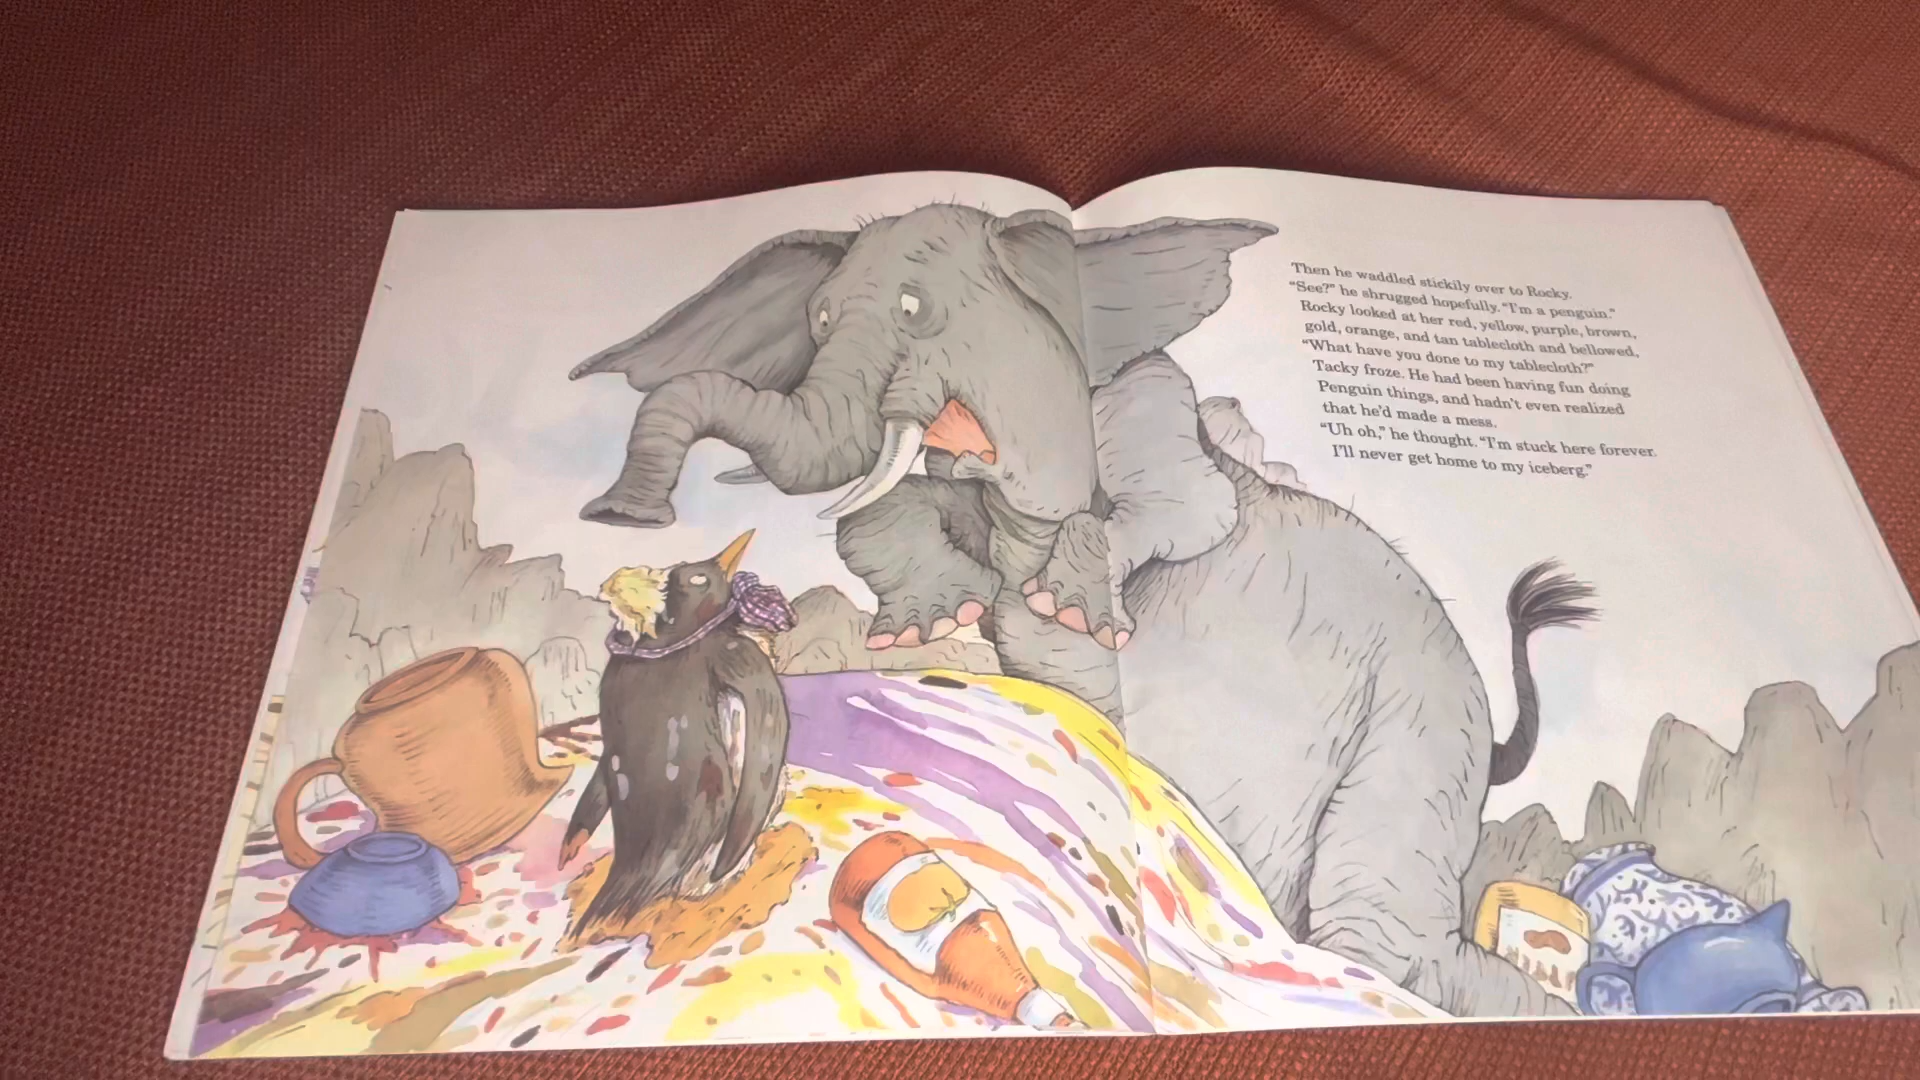 Then he waddled stickily over to Rocky.
“See?” he shrugged hopefully. “I’m a penguin.”
Rocky looked at her red, yellow, purple, brown,
gold, orange, and tan tablecloth and bellowed,
“What have you done to my tablecloth?”
Tacky froze. He had been having fun doing
Penguin things, and hadn’t even realized
that he’d made a mess.
“Uh oh,” he thought. “I’m stuck here forever.
I’ll never get home to my iceberg.”